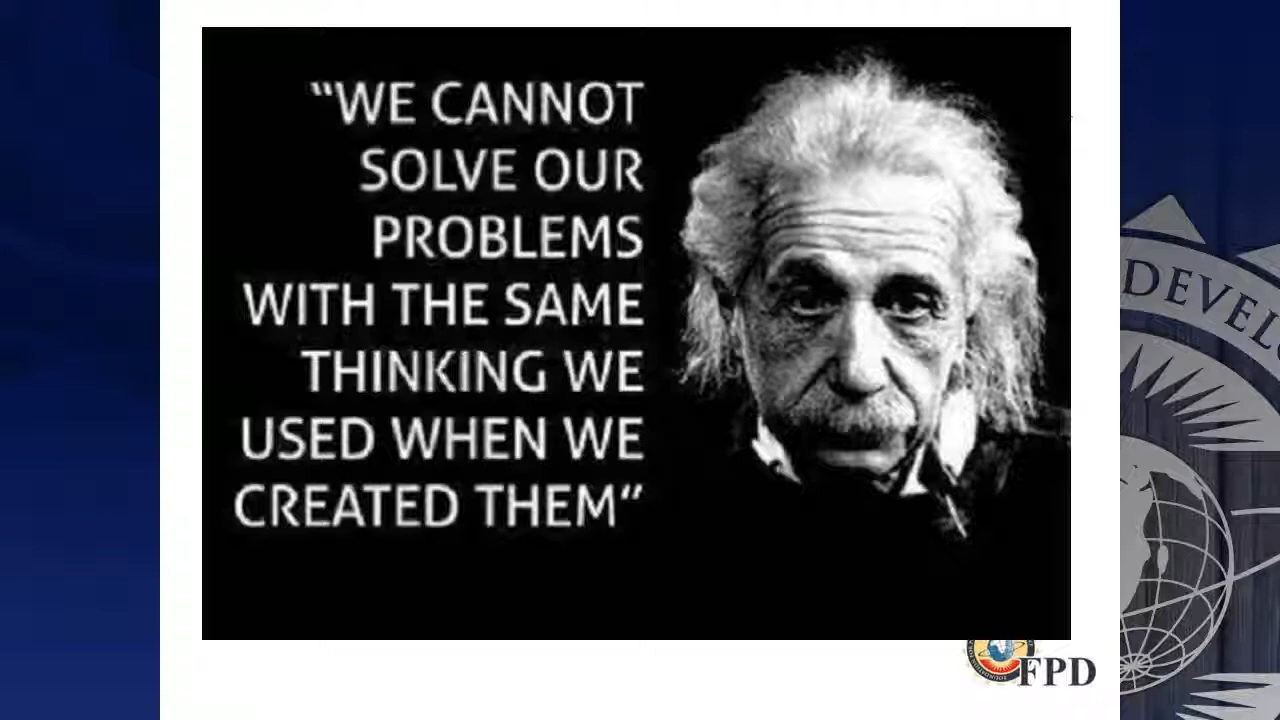 “WE CANNOT
SOLVE OUR
PROBLEMS
WITH THE SAME
THINKING WE
USED WHEN WE
CREATED THEM“
DEVEL
FPD